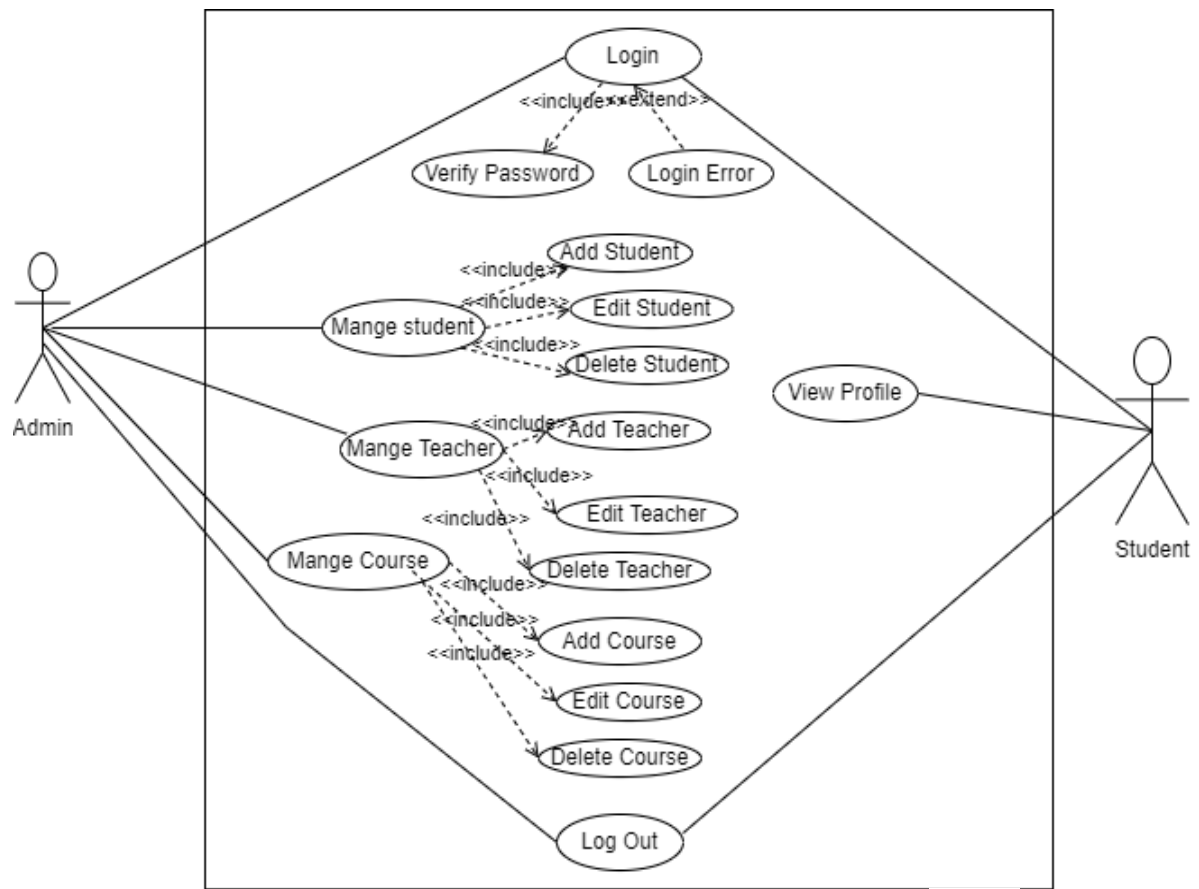 Login
<<include>>
<<extend>>
Verify Password
Login Error
Add Student
<<include>>
<<include>>
Edit Student
Mange student
<<include>>
Delete Student
View Profile
Admin
<<include>>
Add Teacher
Mange Teacher
<<include>>
Edit Teacher
<<include>>
Student
Mange Course
Delete Teacher
<<include>>
<<include>>
Add Course
<<include>>
Edit Course
Delete Course
Log Out